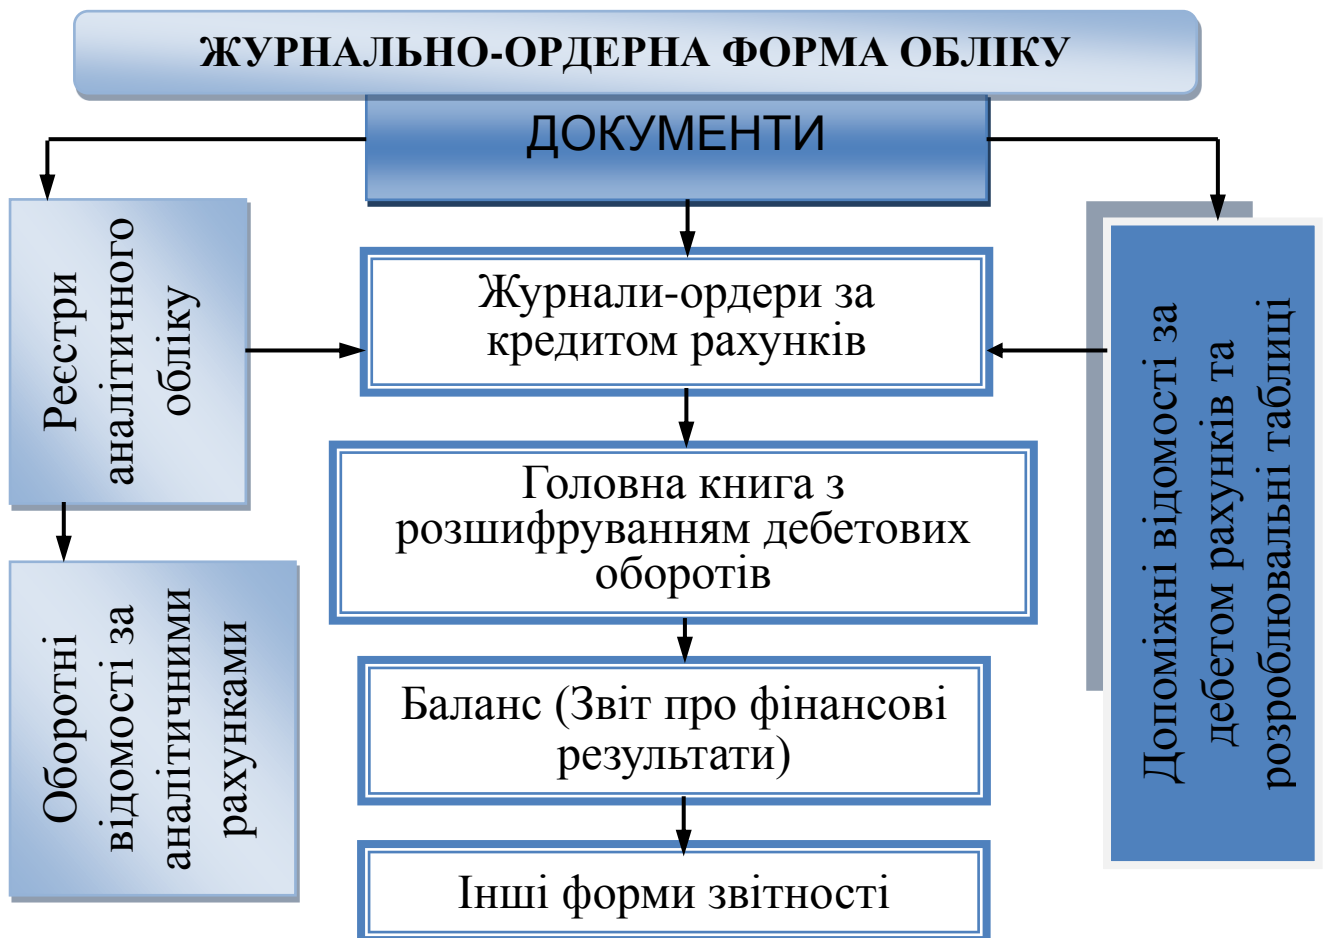 ЖУРНАЛЬНО-ОРДЕРНА ФОРМА ОБЛІКУ
ДОКУМЕНТИ
Реєстри
аналітичного
обліку
Журнали-ордери за
кредитом рахунків
Допоміжні відомості за
дебетом рахунків та
розроблювальні таблиці
Головна книга з
розшифруванням дебетових
оборотів
Оборотні
відомості за
аналітичними
рахунками
Баланс (Звіт про фінансові
результати)
Інші форми звітності